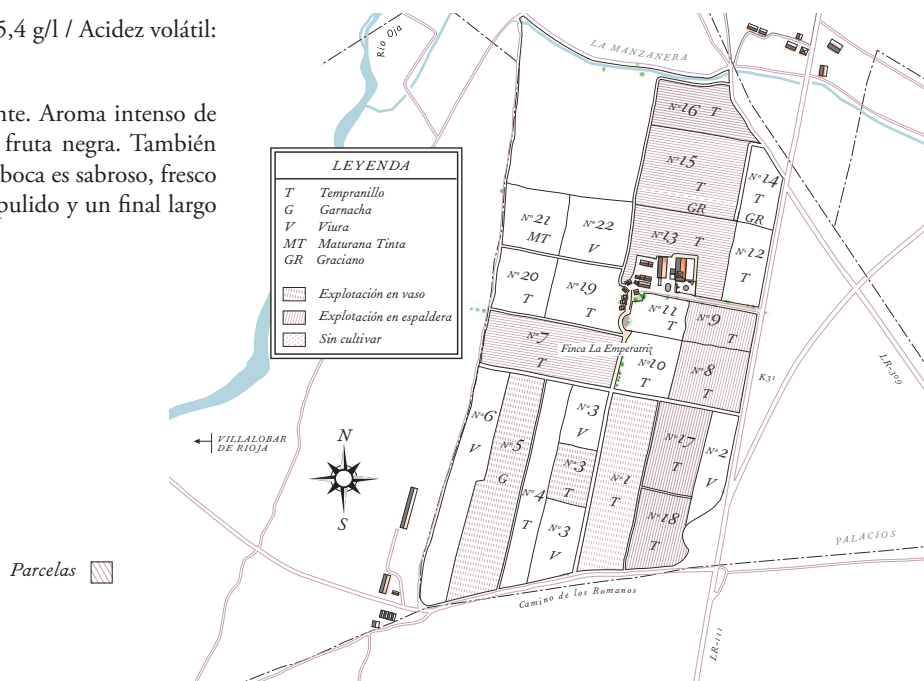 5,4 g/l / Acidez volátil:
nte. Aroma intenso de
fruta negra. También
boca es sabroso, fresco
pulido y un final largo
Río Oja
LA MANZANERA
LEYENDA
T Tempranillo
G Garnacha
V Viura
MT Maturana Tinta
GR Graciano
Explotación en vaso
Explotación en espaldera
Sin cultivar
Nº16 T
Nº15
T
GR
Nº14
T
GR
Nº13 T
Nº12
T
Nº21
MT
Nº22
V
Nº20
T
Nº19
T
Nº11
T
Nº9
T
Nº7
T
Finca La Emperatriz
Nº10
T
Nº8
T
K31
LR-309
Nº6
V
Nº5
G
Nº4
T
Nº3
V
Nº3
T
Nº3
V
Nº1
T
Nº17
T
Nº2
V
Nº18
T
VILLALOBAR
DE RIOJA
N
S
Parcelas
Camino de los Romanos
PALACIOS
LR-111